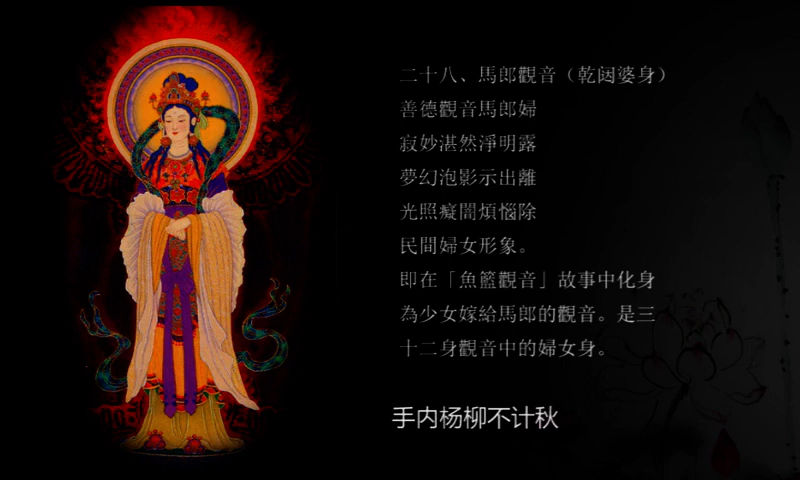 二十八、馬郎觀音（乾闼婆身）
善德觀音馬郎婦
寂妙湛然淨明露
夢幻泡影示出離
光照癡闇煩惱除
民間婦女形象。
即在「魚籃觀音」故事中化身
為少女嫁給馬郎的觀音。是三
十二身觀音中的婦女身。
手内杨柳不计秋